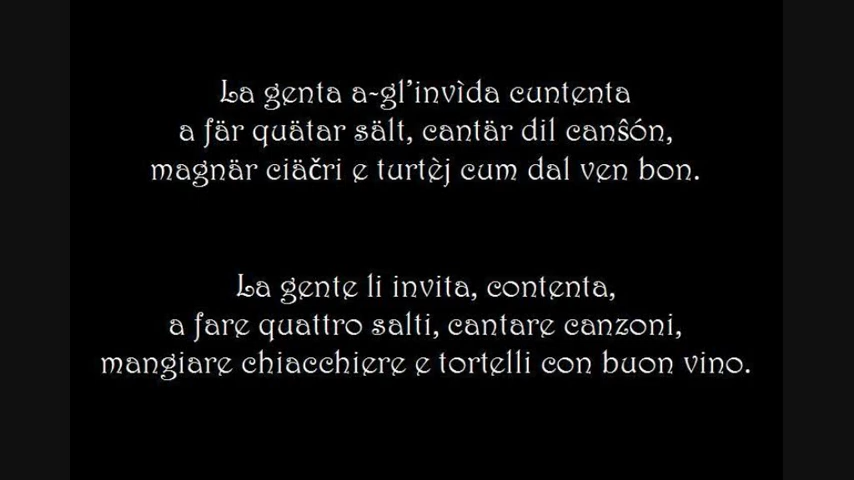 La genta a-gl'invìda cuntenta
a fär quätar sält, cantär dil canŝón,
magnär ciäčri e turtèj cum dal ven bon.
La gente li invita, contenta,
a fare quattro salti, cantare canzoni,
mangiare chiacchiere e tortelli con buon vino.